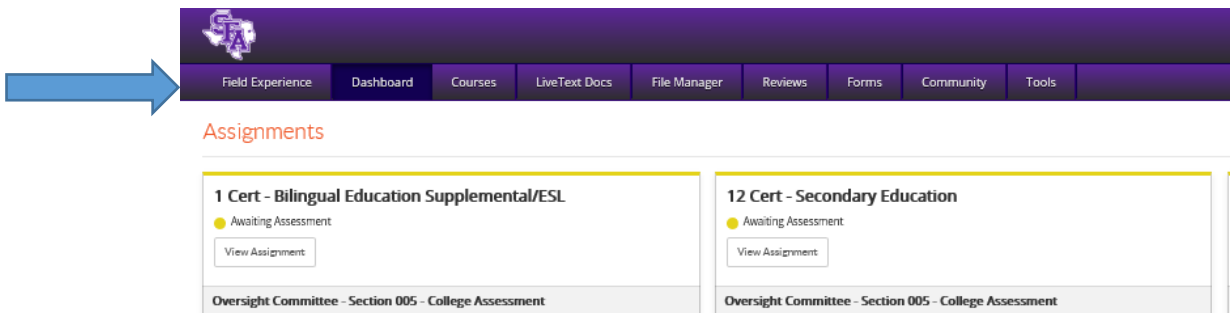 SFA
Field Experience Dashboard Courses LiveText Docs File Manager Reviews Forms Community Tools
Assignments
1 Cert - Bilingual Education Supplemental/ESL
Awaiting Assessment
View Assignment
Oversight Committee - Section 005 - College Assessment
12 Cert - Secondary Education
Awaiting Assessment
View Assignment
Oversight Committee - Section 005 - College Assessment